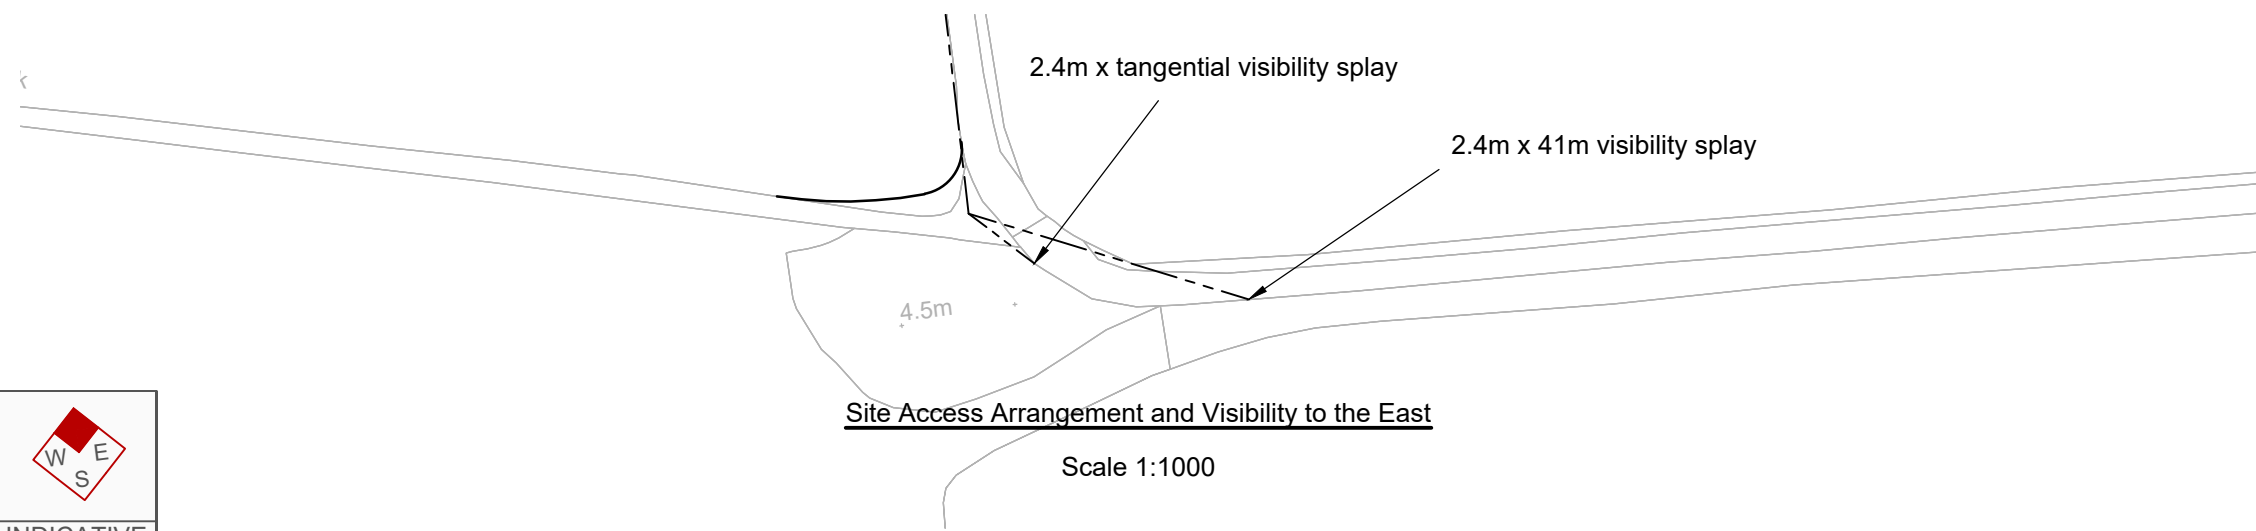 2.4m x tangential visibility splay
2.4m x 41m visibility splay
4.5m
Site Access Arrangement and Visibility to the East
Scale 1:1000
W E
S
INDICATIVE